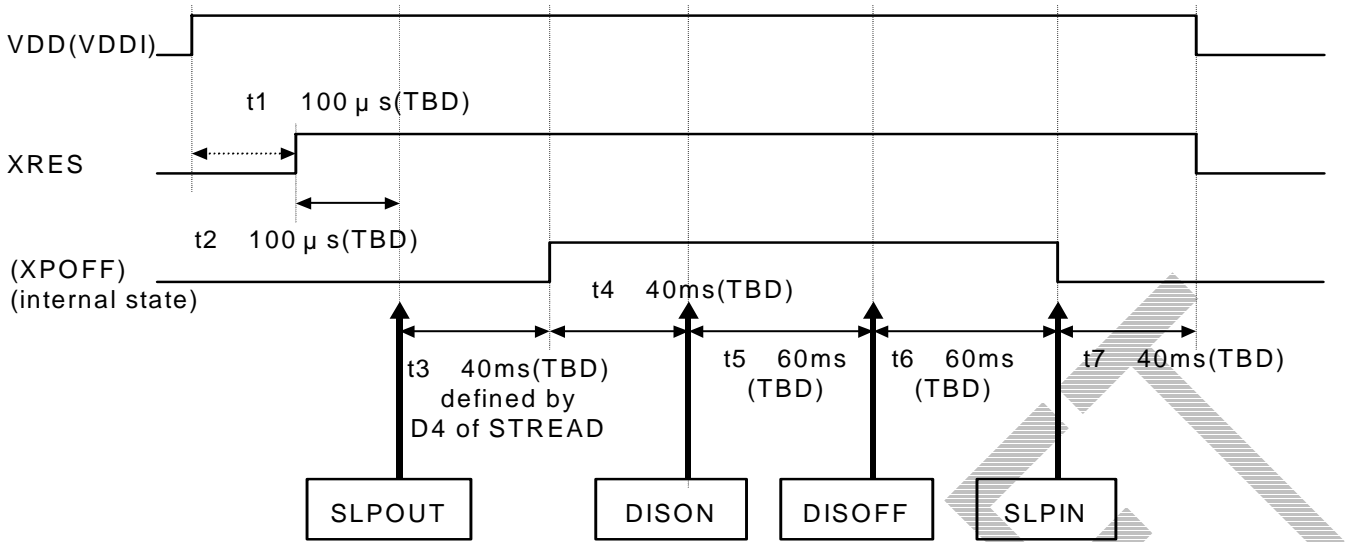 VDD(VDDI)
t1 100 µ s(TBD)
XRES
t2 100 µ s(TBD)
(XPOFF)
(internal state)
t4 40ms(TBD)
t3 40ms(TBD)
defined by
D4 of STREAD
t5 60ms
(TBD)
t6 60ms
(TBD)
t7 40ms(TBD)
SLPOUT
DISON
DISOFF
SLPIN